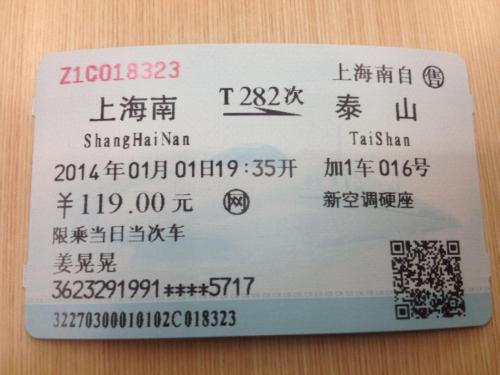 Z1C018323 上海南自 售
上海南 T282次 泰山
ShangHaiNan TaiShan
2014年01月01日19:35开 加1车016号
¥119.00元 网 新空调硬座
限乘当日当次车
姜晃晃
3623291991****5717
32270300010102C018323